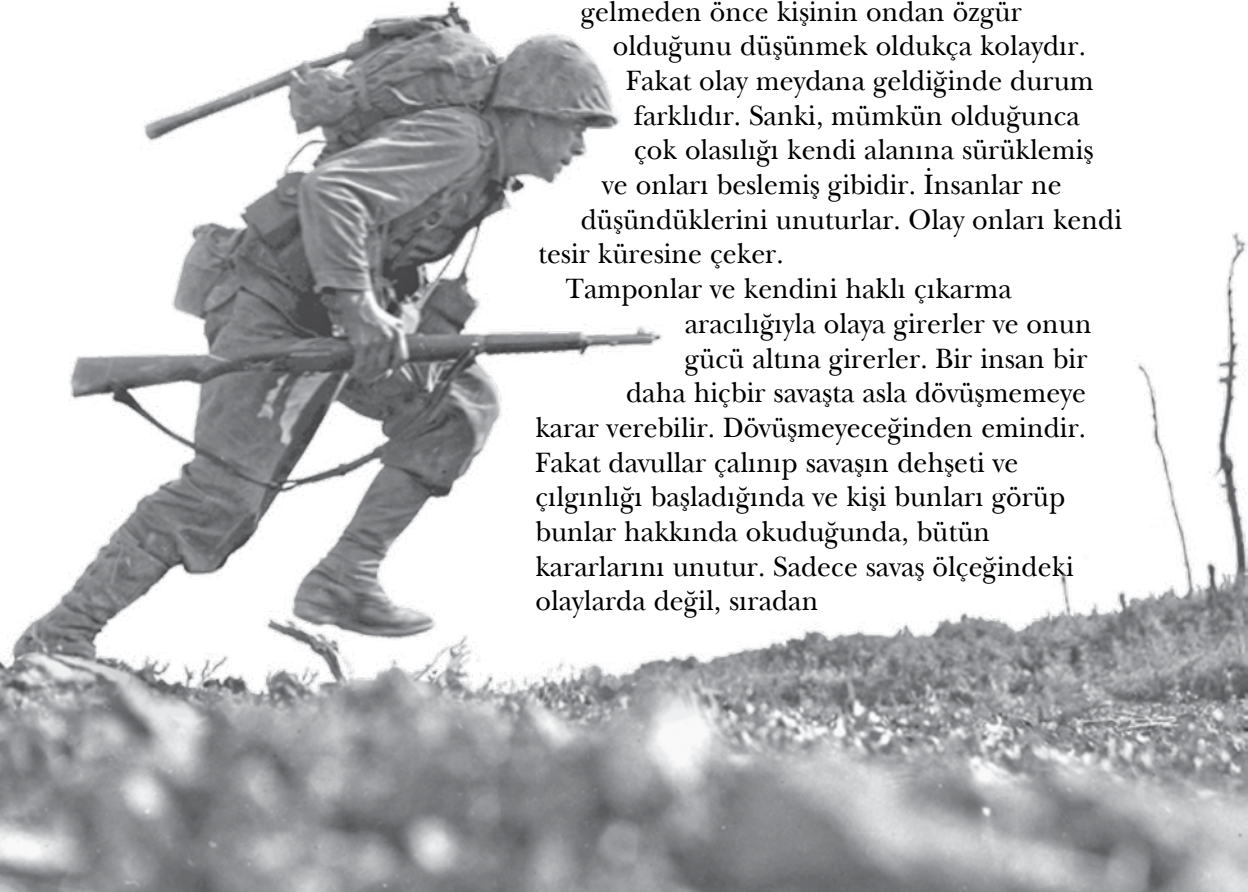 gelmeden önce kişinin ondan özgür
olduğunu düşünmek oldukça kolaydır.
Fakat olay meydana geldiğinde durum
farklıdır. Sanki, mümkün olduğunca
çok olasılığı kendi alanına sürüklemiş
ve onları beslemiş gibidir. İnsanlar ne
düşündüklerini unuturlar. Olay onları kendi
tesir küresine çeker.
Tamponlar ve kendini haklı çıkarma
aracılığıyla olaya girerler ve onun
gücü altına girerler. Bir insan bir
daha hiçbir savaşta asla dövüşmemeye
karar verebilir. Dövüşmeyeceğinden emindir.
Fakat davullar çalınıp savaşın dehşeti ve
çılgınlığı başladığında ve kişi bunları görüp
bunlar hakkında okuduğunda, bütün
kararlarını unutur. Sadece savaş ölçeğindeki
olaylarda değil, sıradan